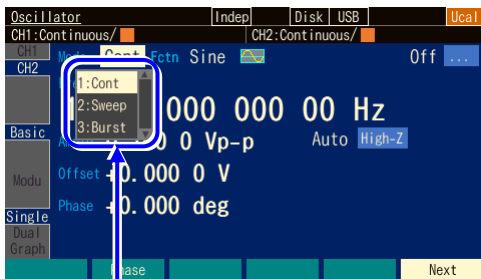 Oscillator Indep Disk USB Ucal
CH1:Continuous/ CH2:Continuous/
CH1 Mode Cont Fctn Sine Off ...
CH2
1:Cont
2:Sweep 000 000 00 Hz
3:Burst
Basic 0 Vp-p Auto High-Z
Modu Offset +0.000 0 V
Phase +0.000 deg
Single
Dual
Graph
Phase Next